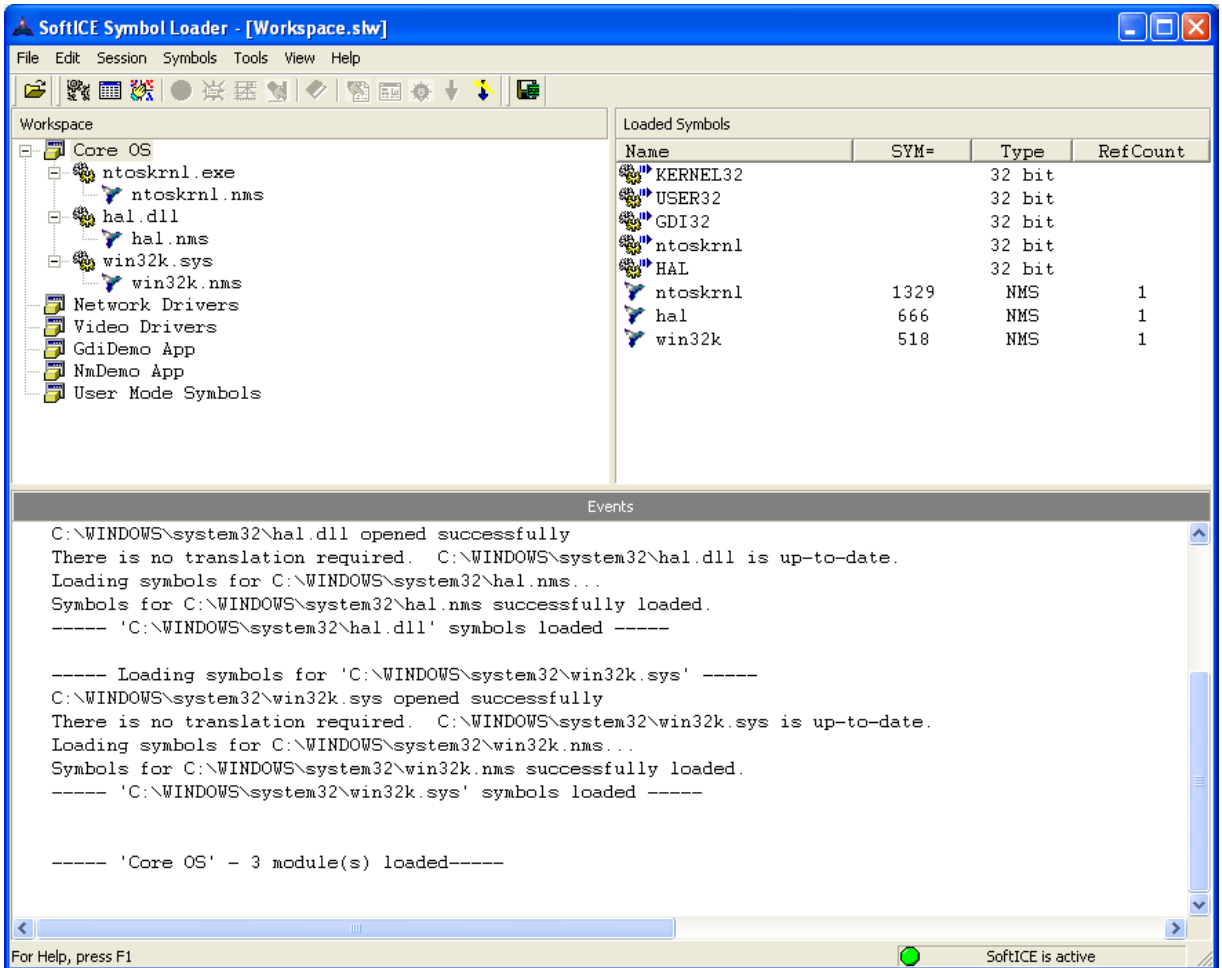 SoftICE Symbol Loader - [Workspace.slw]
File Edit Session Symbols Tools View Help
Workspace
Core OS
ntoskrnl.exe
ntoskrnl.nms
hal.dll
hal.nms
win32k.sys
win32k.nms
Network Drivers
Video Drivers
GdiDemo App
NmDemo App
User Mode Symbols
Loaded Symbols
Name SYM= Type RefCount
KERNEL32 32 bit
USER32 32 bit
GDI32 32 bit
ntoskrnl 32 bit
HAL 32 bit
ntoskrnl 1329 NMS 1
hal 666 NMS 1
win32k 518 NMS 1
Events
C:\WINDOWS\system32\hal.dll opened successfully
There is no translation required.  C:\WINDOWS\system32\hal.dll is up-to-date.
Loading symbols for C:\WINDOWS\system32\hal.nms...
Symbols for C:\WINDOWS\system32\hal.nms successfully loaded.
----- 'C:\WINDOWS\system32\hal.dll' symbols loaded -----
----- Loading symbols for 'C:\WINDOWS\system32\win32k.sys' -----
C:\WINDOWS\system32\win32k.sys opened successfully
There is no translation required.  C:\WINDOWS\system32\win32k.sys is up-to-date.
Loading symbols for C:\WINDOWS\system32\win32k.nms...
Symbols for C:\WINDOWS\system32\win32k.nms successfully loaded.
----- 'C:\WINDOWS\system32\win32k.sys' symbols loaded -----
----- 'Core OS' - 3 module(s) loaded-----
For Help, press F1
SoftICE is active